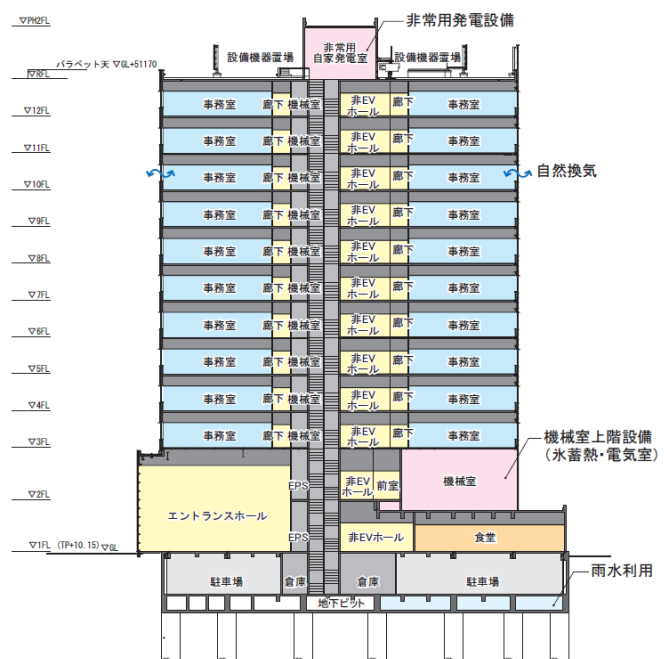 ▽PH2FL
非常用発電設備
非常用
自家発電室
設備機器置場
設備機器置場
パラペット天 ▽GL+51170
▽RFL
事務室 廊下 機械室 非EV
ホール 廊下 事務室
▽12FL
事務室 廊下 機械室 非EV
ホール 廊下 事務室
▽11FL
事務室 廊下 機械室 非EV
ホール 廊下 事務室
自然換気
▽10FL
事務室 廊下 機械室 非EV
ホール 廊下 事務室
▽9FL
事務室 廊下 機械室 非EV
ホール 廊下 事務室
▽8FL
事務室 廊下 機械室 非EV
ホール 廊下 事務室
▽7FL
事務室 廊下 機械室 非EV
ホール 廊下 事務室
▽6FL
事務室 廊下 機械室 非EV
ホール 廊下 事務室
▽5FL
事務室 廊下 機械室 非EV
ホール 廊下 事務室
▽4FL
事務室 廊下 機械室 非EV
ホール 廊下 事務室
▽3FL
機械室上階設備
(氷蓄熱・電気室)
EPS 非EV
ホール 前室 機械室
▽2FL
エントランスホール
EPS 非EVホール 食堂
▽1FL (TP+10.15) ▽GL
雨水利用
駐車場 倉庫 倉庫 駐車場
地下ピット